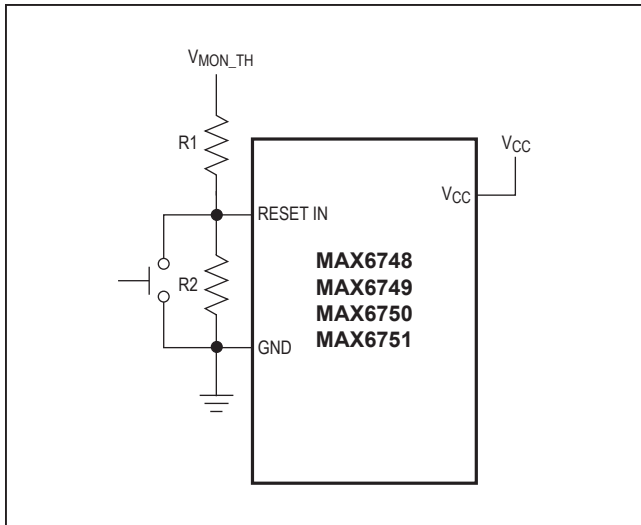 VMON_TH
R1
VCC
VCC
RESET IN
MAX6748
R2
MAX6749
MAX6750
MAX6751
GND